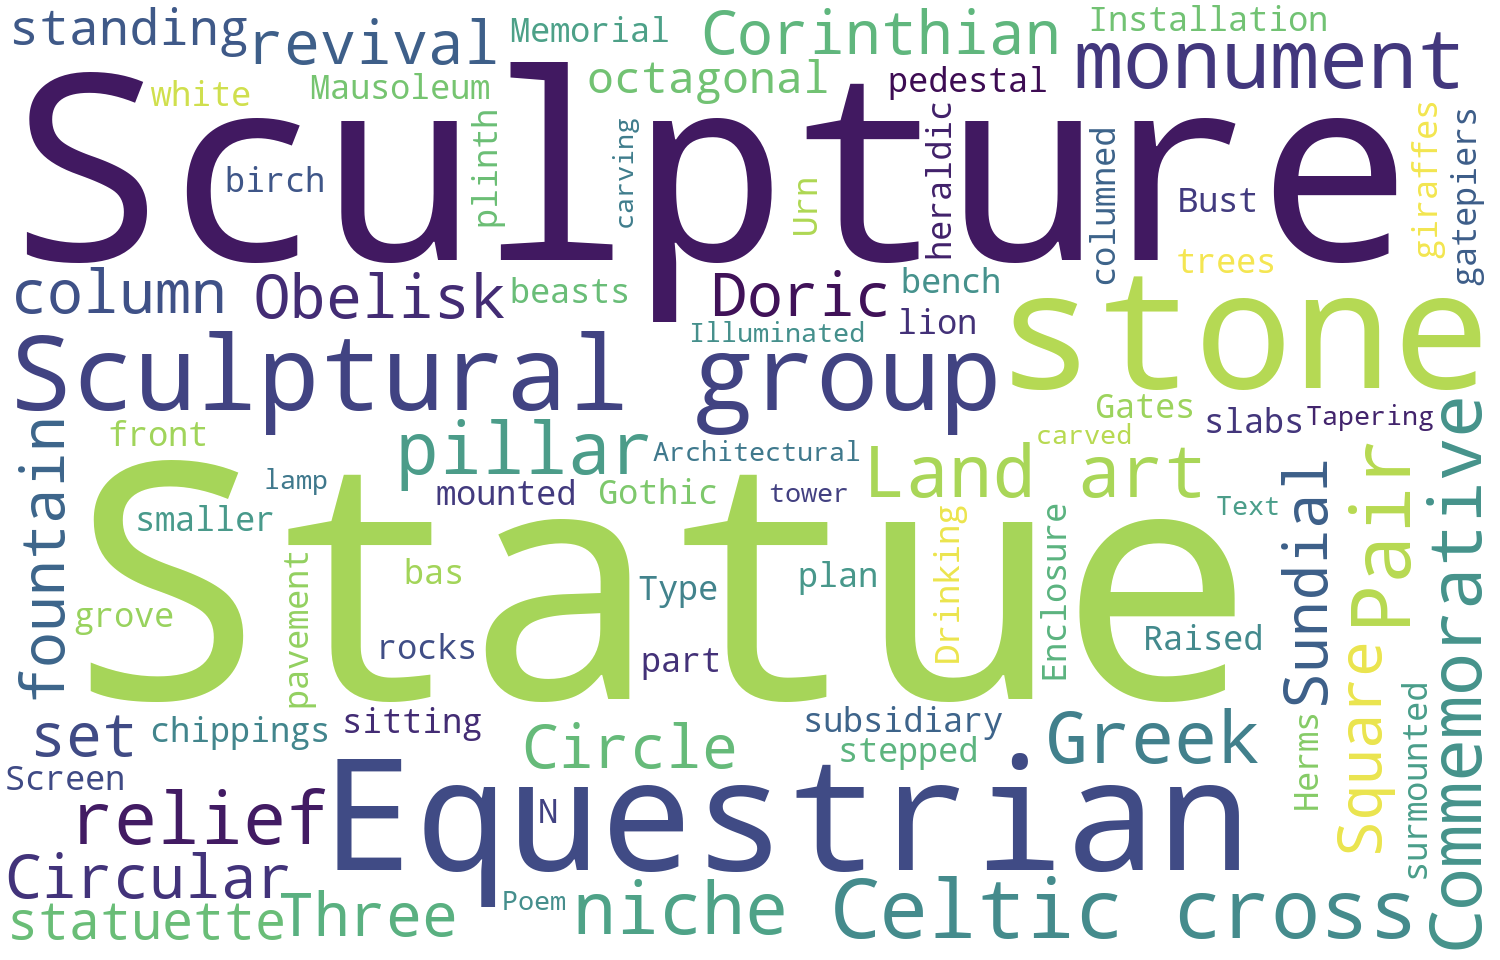 standing
revival
Memorial
Corinthian
Installation
monument
white
Mausoleum
octagonal
pedestal
Sculpture
birch
plinth
carving
Urn
heraldic
columned
Bust
giraffes
gatepiers
trees
column
Obelisk
beasts
Doric
bench
lion
Illuminated
stone
Sculptural group
Gates
slabs
Tapering
carved
front
pillar
Architectural
Land art
fountain
lamp
mounted
Gothic
tower
Text
smaller
Statue
Sundial
Pair
Commemorative
pavement
bas
Type
plan
Drinking
Enclosure
grove
rocks
part
Raised
Square
set
chippings
sitting
Circle
subsidiary
stepped
Greek
Herms
surmounted
Screen
relief
Equestrian
N
Circular
statuette
Three
Poem
niche
Celtic cross